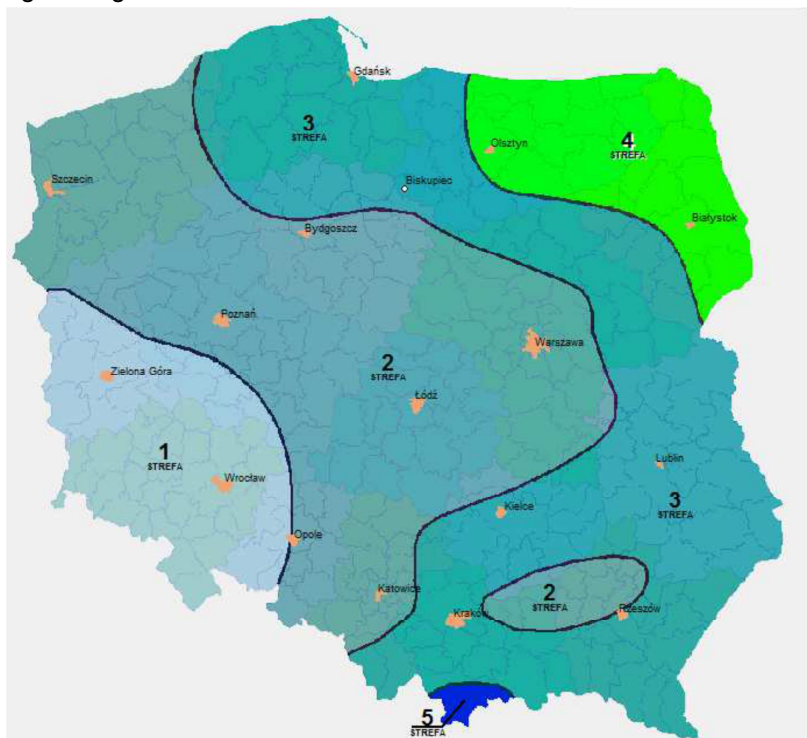 Gdańsk
3
STREFA
4
STREFA
Olsztyn
Szczecin
Biskupiec
Białystok
Bydgoszcz
Poznań
Warszawa
2
STREFA
Zielona Góra
Łódź
1
STREFA
Wrocław
Lublin
3
STREFA
Kielce
Opole
2
STREFA
Katowice
Kraków
Rzeszów
5
STREFA